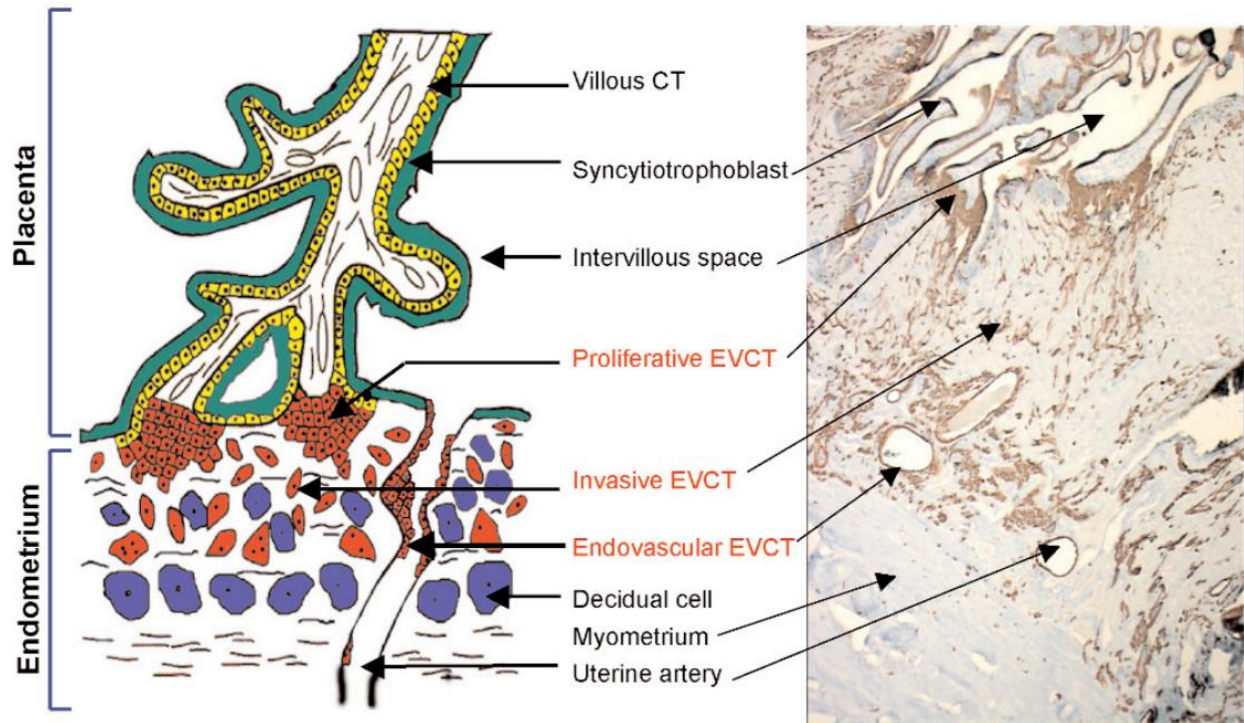 Placenta
Endometrium
Villous CT
Syncytiotrophoblast
Intervillous space
Proliferative EVCT
Invasive EVCT
Endovascular EVCT
Decidual cell
Myometrium
Uterine artery